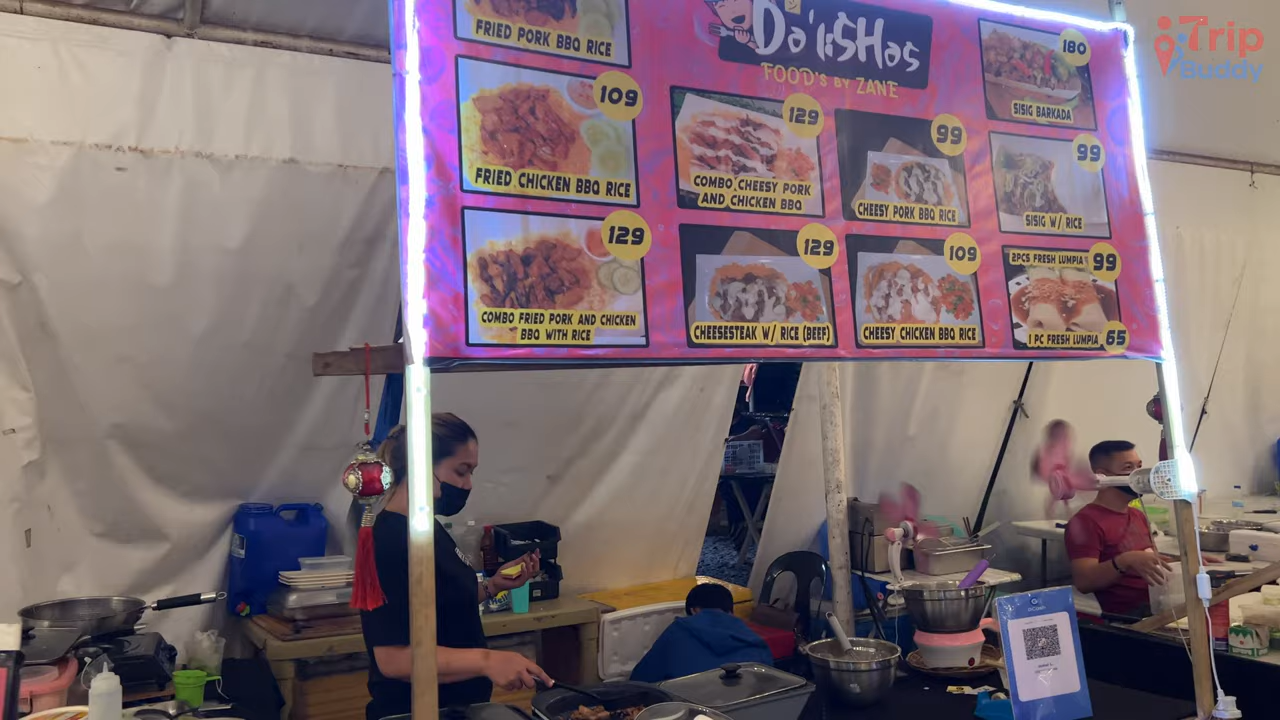 Trip
Buddy
Da'liSHas
FOOD's BY ZANE
FRIED PORK BBQ RICE
109
FRIED CHICKEN BBQ RICE
129
COMBO FRIED PORK AND CHICKEN
BBQ WITH RICE
129
COMBO CHEESY PORK
AND CHICKEN BBQ
99
CHEESY PORK BBQ RICE
129
CHEESESTEAK W/ RICE (BEEF)
109
CHEESY CHICKEN BBQ RICE
180
SISIG BARKADA
99
SISIG W/ RICE
2PCS FRESH LUMPIA 99
1 PC FRESH LUMPIA 65